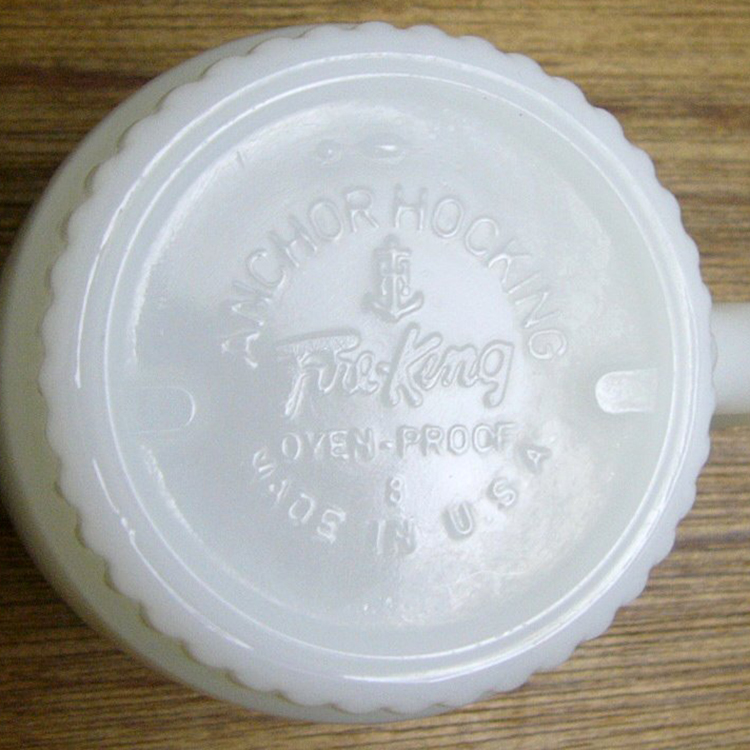 ANCHOR HOCKING
Fire-King
OVEN-PROOF
8
MADE IN U.S.A